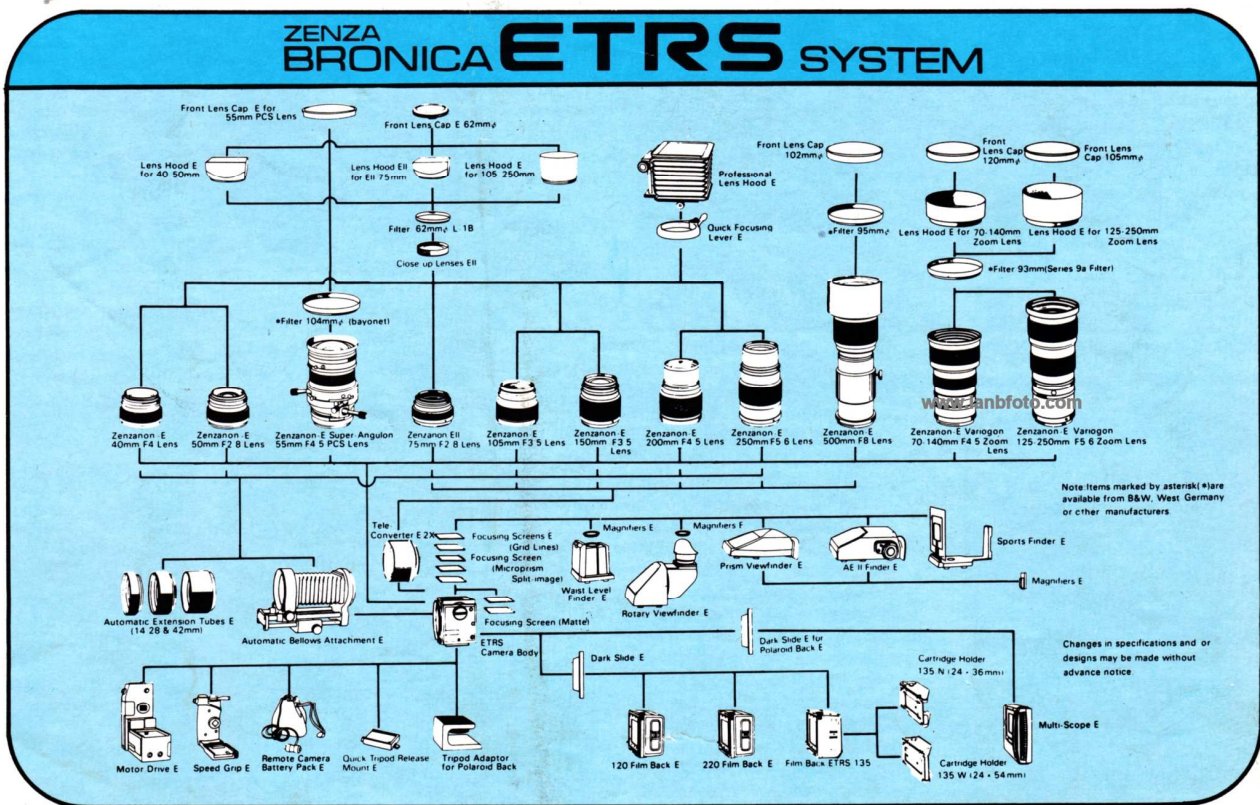 ZENZA
BRONICA ETRS SYSTEM
Front Lens Cap E for
55mm PCS Lens
Front Lens Cap E 62mmφ
Lens Hood E
for 40-50mm
Lens Hood EII
for EII 75mm
Lens Hood E
for 105-250mm
Filter 62mmφ L-1B
Close up Lenses EII
Professional
Lens Hood E
Quick Focusing
Lever E
Front Lens Cap
102mmφ
Front
Lens Cap
120mmφ
Front Lens
Cap 105mmφ
*Filter 95mmφ
Lens Hood E for 70-140mm
Zoom Lens
Lens Hood E for 125-250mm
Zoom Lens
*Filter 93mm(Series 9a Filter)
*Filter 104mmφ (bayonet)
www.lanbfoto.com
Zenzanon-E
40mm F4 Lens
Zenzanon-E
50mm F2.8 Lens
Zenzanon-E Super-Angulon
55mm F4.5 PCS Lens
Zenzanon EII
75mm F2.8 Lens
Zenzanon-E
105mm F3.5 Lens
Zenzanon-E
150mm F3.5
Lens
Zenzanon-E
200mm F4.5 Lens
Zenzanon-E
250mm F5.6 Lens
Zenzanon-E
500mm F8 Lens
Zenzanon-E Variogon
70-140mm F4.5 Zoom
Lens
Zenzanon-E Variogon
125-250mm F5.6 Zoom Lens
Note:Items marked by asterisk(*)are
available from B&W, West Germany
or other manufacturers.
Tele
Converter E 2X
Focusing Screens E
(Grid Lines)
Focusing Screen
(Microprism
Split-image)
Focusing Screen (Matte)
Magnifiers E
Waist Level
Finder E
Magnifiers E
Rotary Viewfinder E
Prism Viewfinder E
AE II Finder E
Sports Finder E
Magnifiers E
Automatic Extension Tubes E
(14 28 & 42mm)
Automatic Bellows Attachment E
ETRS
Camera Body
Dark Slide E
Dark Slide E for
Polaroid Back E
Changes in specifications and or
designs may be made without
advance notice.
Cartridge Holder
135 N (24 × 36mm)
Multi-Scope E
Motor Drive E
Speed Grip E
Remote Camera
Battery Pack E
Quick Tripod Release
Mount E
Tripod Adaptor
for Polaroid Back
120 Film Back E
220 Film Back E
Film Back ETRS 135
Cartridge Holder
135 W (24 × 54mm)